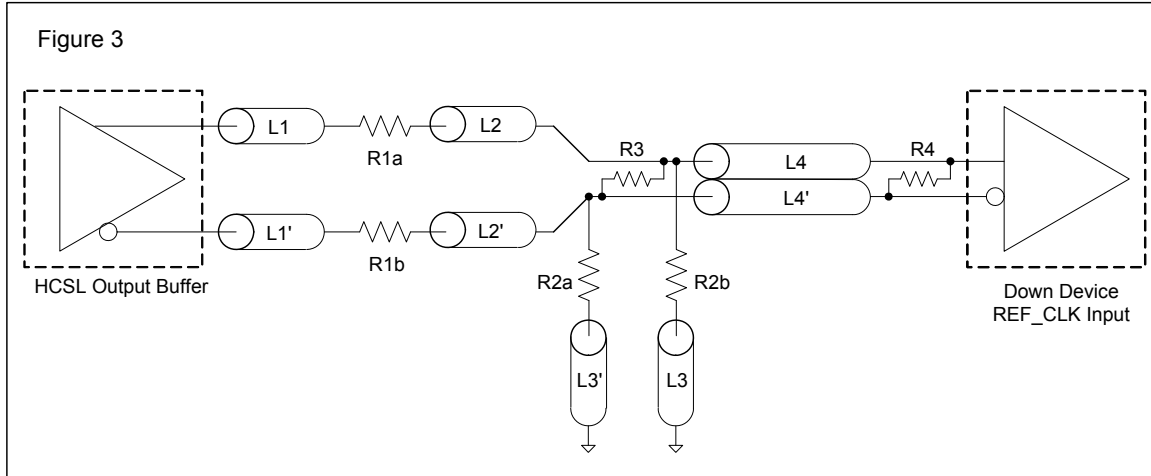 Figure 3
HCSL Output Buffer
L1
R1a
L2
L1'
R1b
L2'
R3
R2a
R2b
L3'
L3
L4
L4'
R4
Down Device
REF_CLK Input